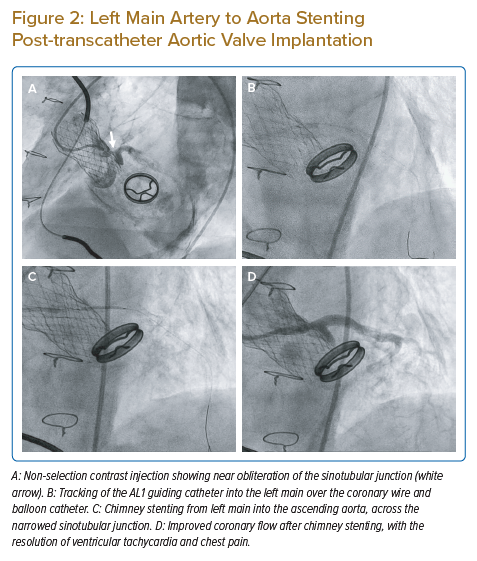 Figure 2: Left Main Artery to Aorta Stenting
Post-transcatheter Aortic Valve Implantation
A
B
C
D
A: Non-selection contrast injection showing near obliteration of the sinotubular junction (white
arrow). B: Tracking of the AL1 guiding catheter into the left main over the coronary wire and
balloon catheter. C: Chimney stenting from left main into the ascending aorta, across the
narrowed sinotubular junction. D: Improved coronary flow after chimney stenting, with the
resolution of ventricular tachycardia and chest pain.